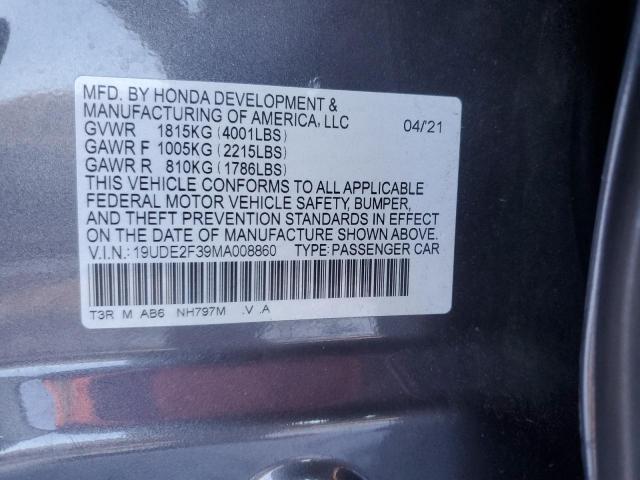 MFD. BY HONDA DEVELOPMENT &
MANUFACTURING OF AMERICA, LLC 04/'21
GVWR 1815KG (4001LBS)
GAWR F 1005KG (2215LBS)
GAWR R 810KG (1786LBS)
THIS VEHICLE CONFORMS TO ALL APPLICABLE
FEDERAL MOTOR VEHICLE SAFETY, BUMPER,
AND THEFT PREVENTION STANDARDS IN EFFECT
ON THE DATE OF MANUFACTURE SHOWN ABOVE.
V.I.N.: 19UDE2F39MA008860 TYPE: PASSENGER CAR
T3R M AB6 NH797M .V .A